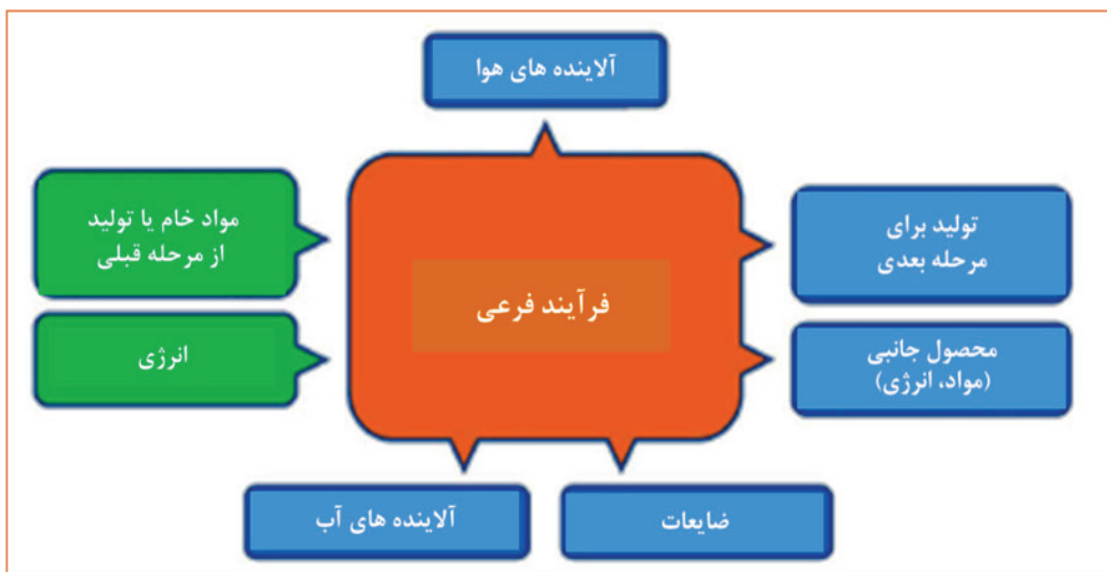 آلاینده های هوا
تولید برای
مرحله بعدی
مواد خام یا تولید
از مرحله قبلی
فرآیند فرعی
محصول جانبی
(مواد، انرژی)
انرژی
ضایعات
آلاینده های آب